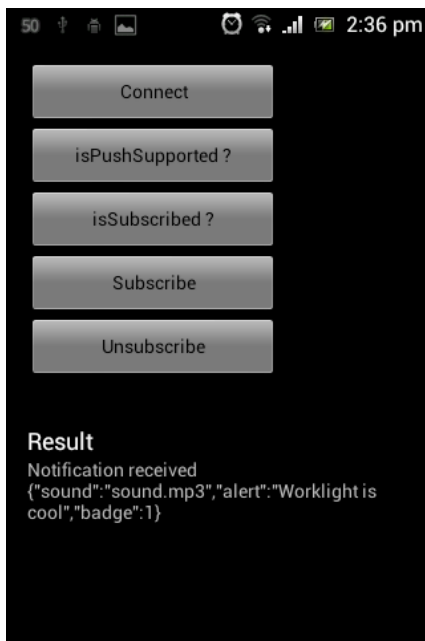 50 2:36 pm
Connect
isPushSupported ?
isSubscribed ?
Subscribe
Unsubscribe
Result
Notification received
{"sound":"sound.mp3","alert":"Worklight is
cool","badge":1}